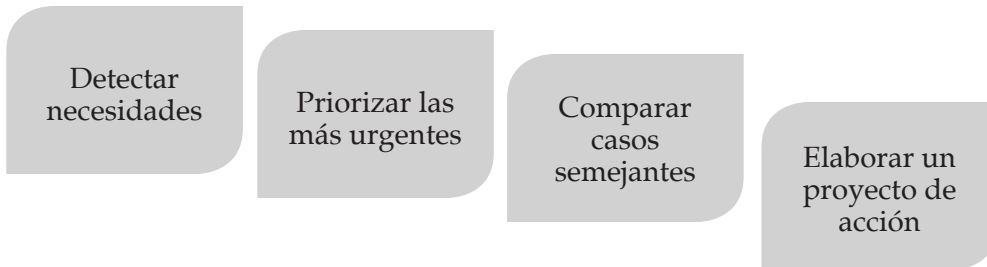 Detectar
necesidades
Priorizar las
más urgentes
Comparar
casos
semejantes
Elaborar un
proyecto de
acción